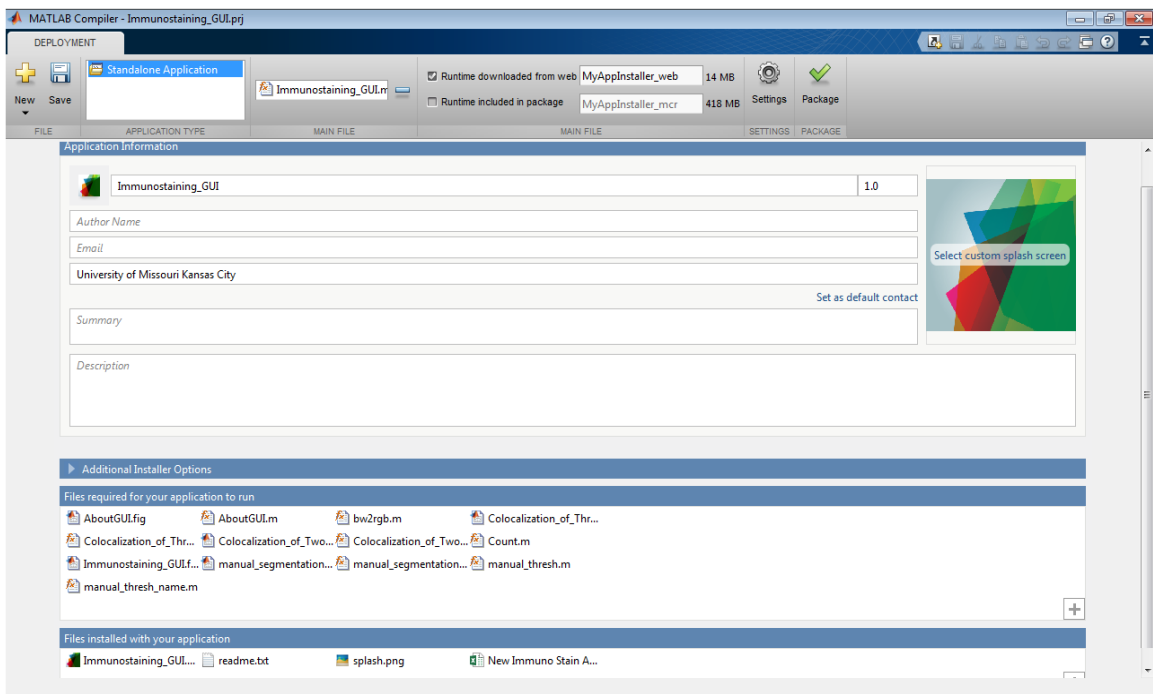 MATLAB Compiler - Immunostaining_GUI.prj
DEPLOYMENT
New
Save
Standalone Application
Immunostaining_GUI.m
Runtime downloaded from web MyAppInstaller_web 14 MB
Runtime included in package MyAppInstaller_mcr 418 MB
Settings
Package
FILE APPLICATION TYPE MAIN FILE MAIN FILE SETTINGS PACKAGE
Application Information
Immunostaining_GUI 1.0
Author Name
Email
Select custom splash screen
University of Missouri Kansas City
Set as default contact
Summary
Description
Additional Installer Options
Files required for your application to run
AboutGUI.fig AboutGUI.m bw2rgb.m Colocalization_of_Thr...
Colocalization_of_Thr... Colocalization_of_Two... Colocalization_of_Two... Count.m
Immunostaining_GUI.f... manual_segmentation... manual_segmentation... manual_thresh.m
manual_thresh_name.m
Files installed with your application
Immunostaining_GUI.... readme.txt splash.png New Immuno Stain A...